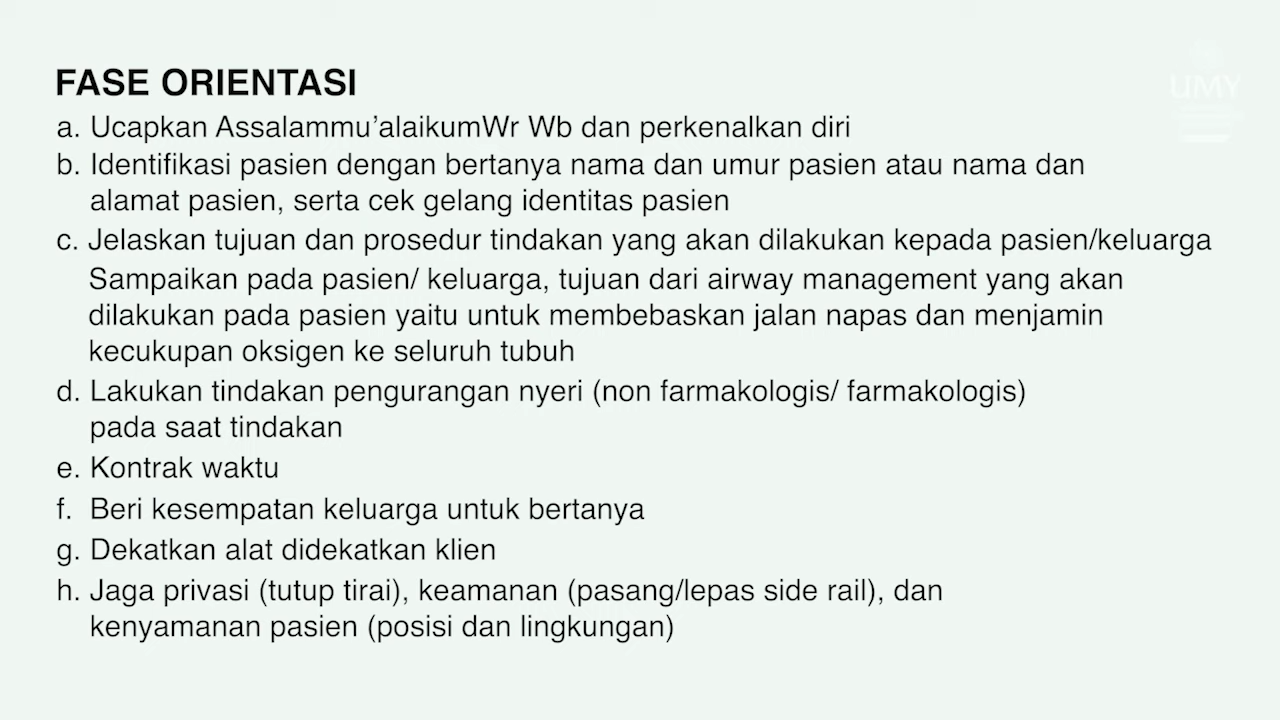 UMY
FASE ORIENTASI
a. Ucapkan Assalammu’alaikumWr Wb dan perkenalkan diri
b. Identifikasi pasien dengan bertanya nama dan umur pasien atau nama dan
alamat pasien, serta cek gelang identitas pasien
c. Jelaskan tujuan dan prosedur tindakan yang akan dilakukan kepada pasien/keluarga
Sampaikan pada pasien/ keluarga, tujuan dari airway management yang akan
dilakukan pada pasien yaitu untuk membebaskan jalan napas dan menjamin
kecukupan oksigen ke seluruh tubuh
d. Lakukan tindakan pengurangan nyeri (non farmakologis/ farmakologis)
pada saat tindakan
e. Kontrak waktu
f. Beri kesempatan keluarga untuk bertanya
g. Dekatkan alat didekatkan klien
h. Jaga privasi (tutup tirai), keamanan (pasang/lepas side rail), dan
kenyamanan pasien (posisi dan lingkungan)